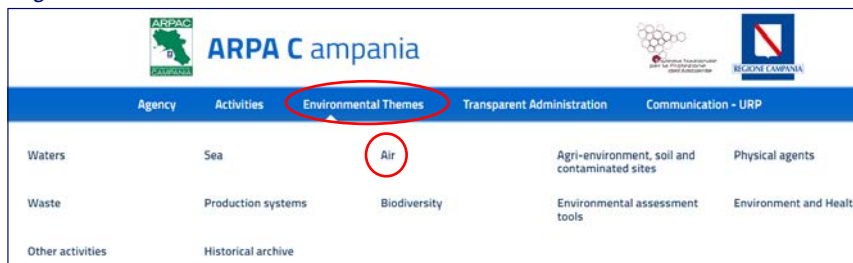 ARPAC
CAMPANIA
ARPA C ampania
REGIONE CAMPANIA
Agency Activities Environmental Themes Transparent Administration Communication - URP
Waters Sea Air Agri-environment, soil and Physical agents
contaminated sites
Waste Production systems Biodiversity Environmental assessment Environment and Healt
tools
Other activities Historical archive